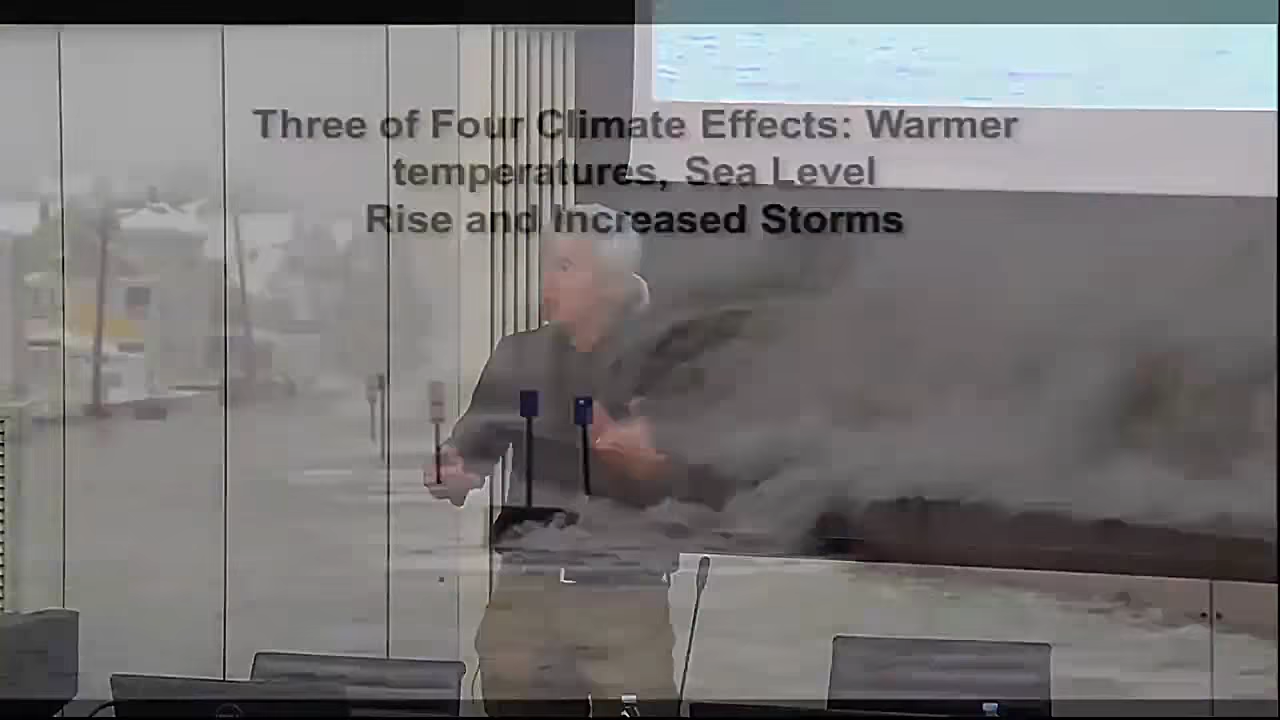 Three of Four Climate Effects: Warmer
temperatures, Sea Level
Rise and Increased Storms